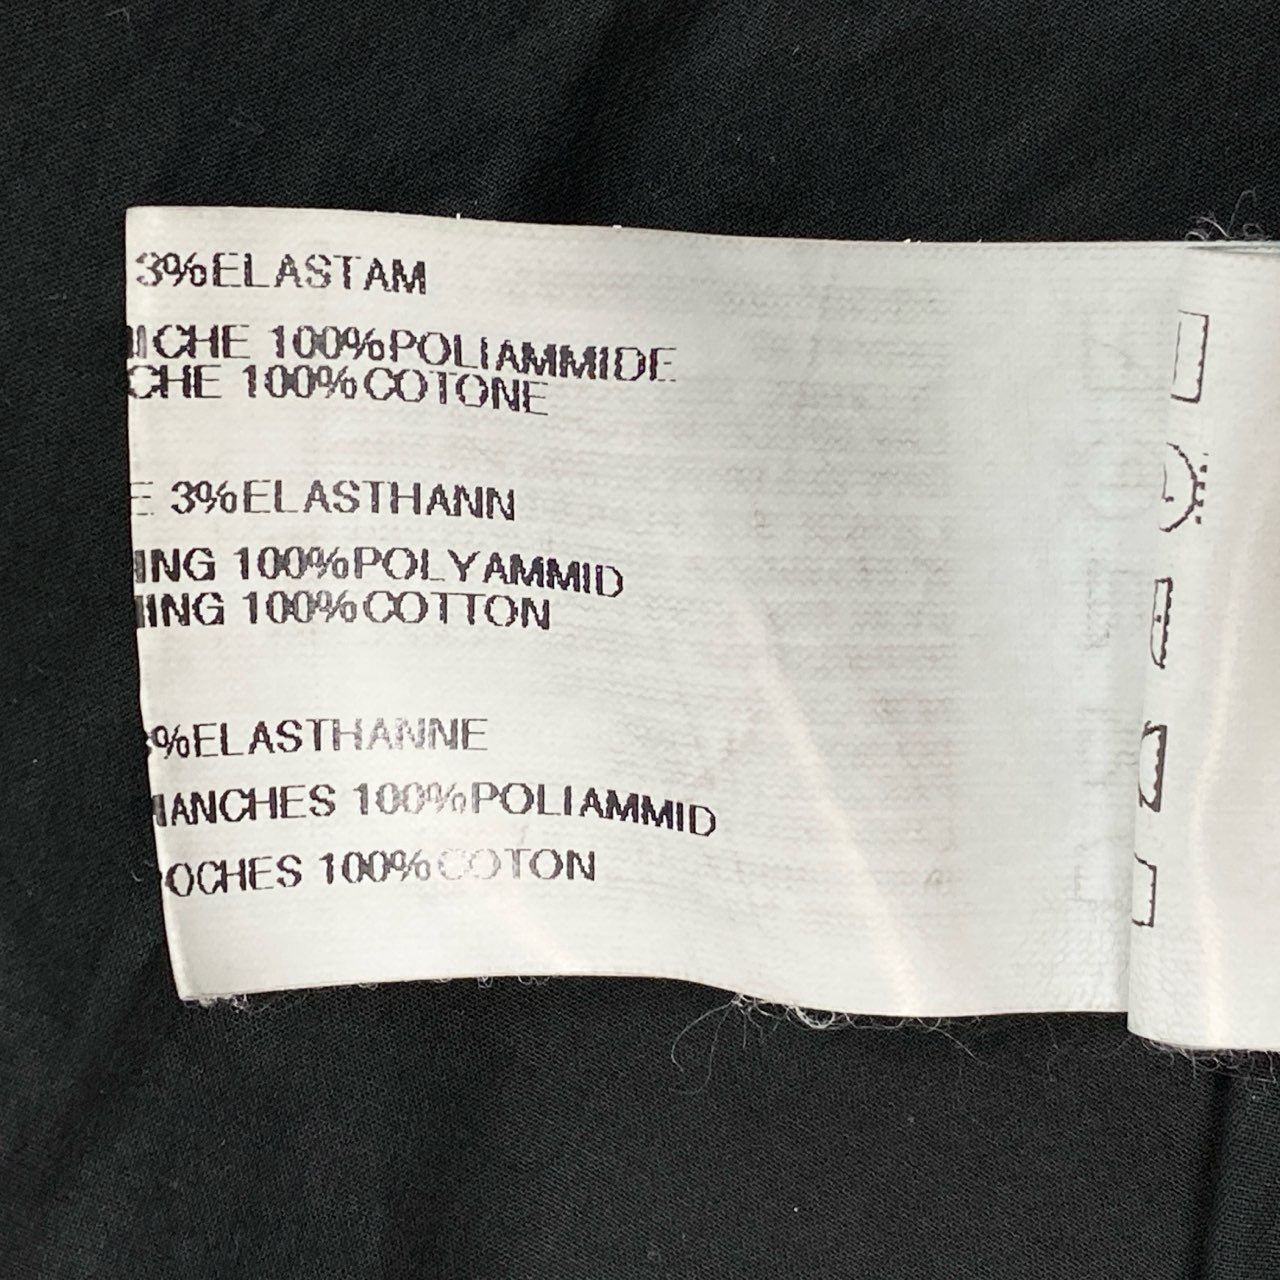 3%ELASTAM
ICHE 100%POLIAMMIDE
CHE 100%COTONE
E 3%ELASTHANN
ING 100%POLYAMMID
ING 100%COTTON
%ELASTHANNE
MANCHES 100%POLIAMMID
OCHES 100%COTON